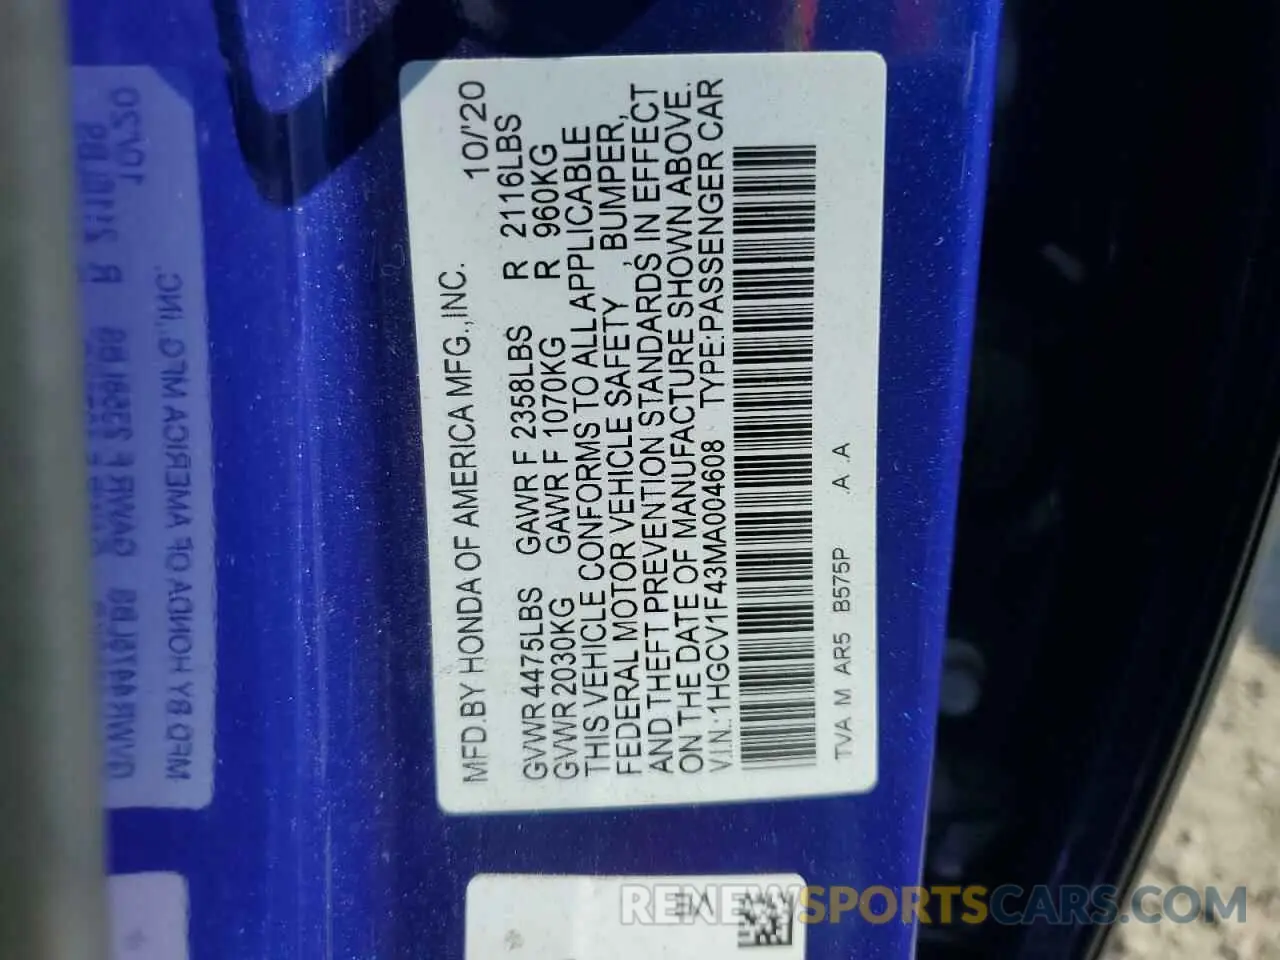 MFD.BY HONDA OF AMERICA MFG.,INC. 10/'20
GVWR 4475LBS GAWR F 2358LBS R 2116LBS
GVWR 2030KG GAWR F 1070KG R 960KG
THIS VEHICLE CONFORMS TO ALL APPLICABLE
FEDERAL MOTOR VEHICLE SAFETY , BUMPER,
AND THEFT PREVENTION STANDARDS IN EFFECT
ON THE DATE OF MANUFACTURE SHOWN ABOVE.
V.I.N.:1HGCV1F43MA004608 TYPE:PASSENGER CAR
TVA M AR5 B575P .A .A
RENEWSPORTSCARS.COM